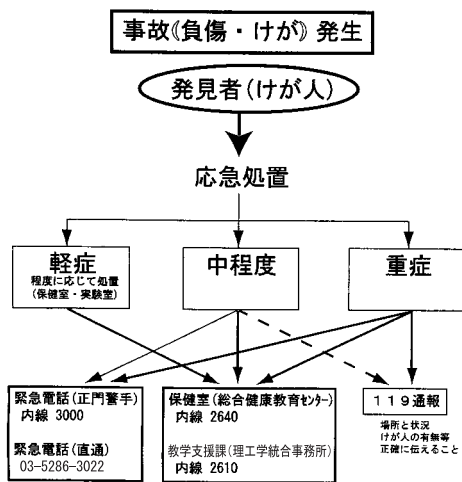 事故(負傷・けが)発生
発見者(けが人)
応急処置
軽症
程度に応じて処置
(保健室・実験室)
中程度
重症
緊急電話(正門警手)
内線 3000
緊急電話(直通)
03-5286-3022
保健室(総合健康教育センター)
内線 2640
教学支援課(理工学統合事務所)
内線 2610
119通報
場所と状況
けが人の有無等
正確に伝えること